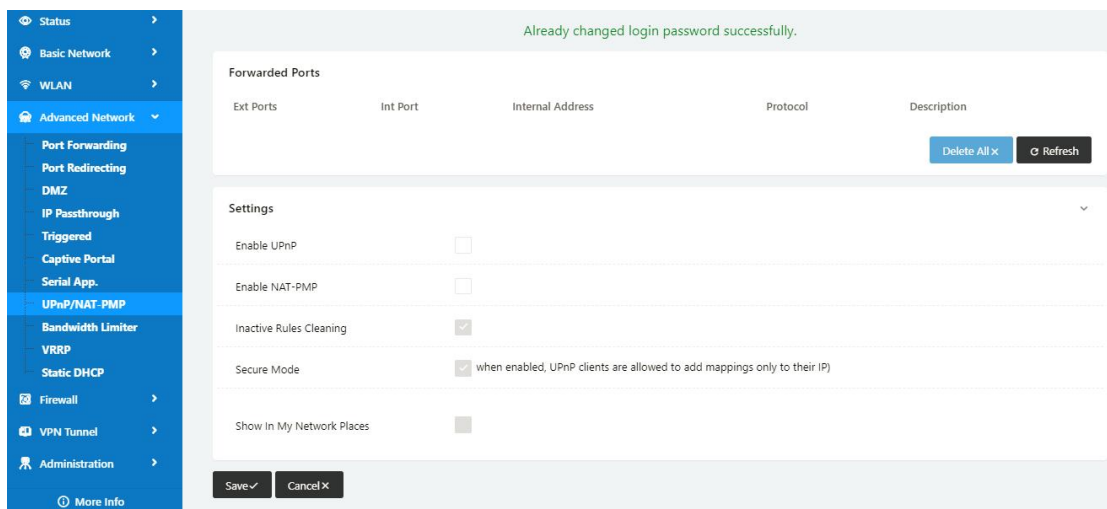 Status
Basic Network
WLAN
Advanced Network
Port Forwarding
Port Redirecting
DMZ
IP Passthrough
Triggered
Captive Portal
Serial App.
UPnP/NAT-PMP
Bandwidth Limiter
VRRP
Static DHCP
Firewall
VPN Tunnel
Administration
More Info
Already changed login password successfully.
Forwarded Ports
Ext Ports Int Port Internal Address Protocol Description
Delete All × Refresh
Settings
Enable UPnP
Enable NAT-PMP
Inactive Rules Cleaning
Secure Mode when enabled, UPnP clients are allowed to add mappings only to their IP)
Show In My Network Places
Save Cancel ×